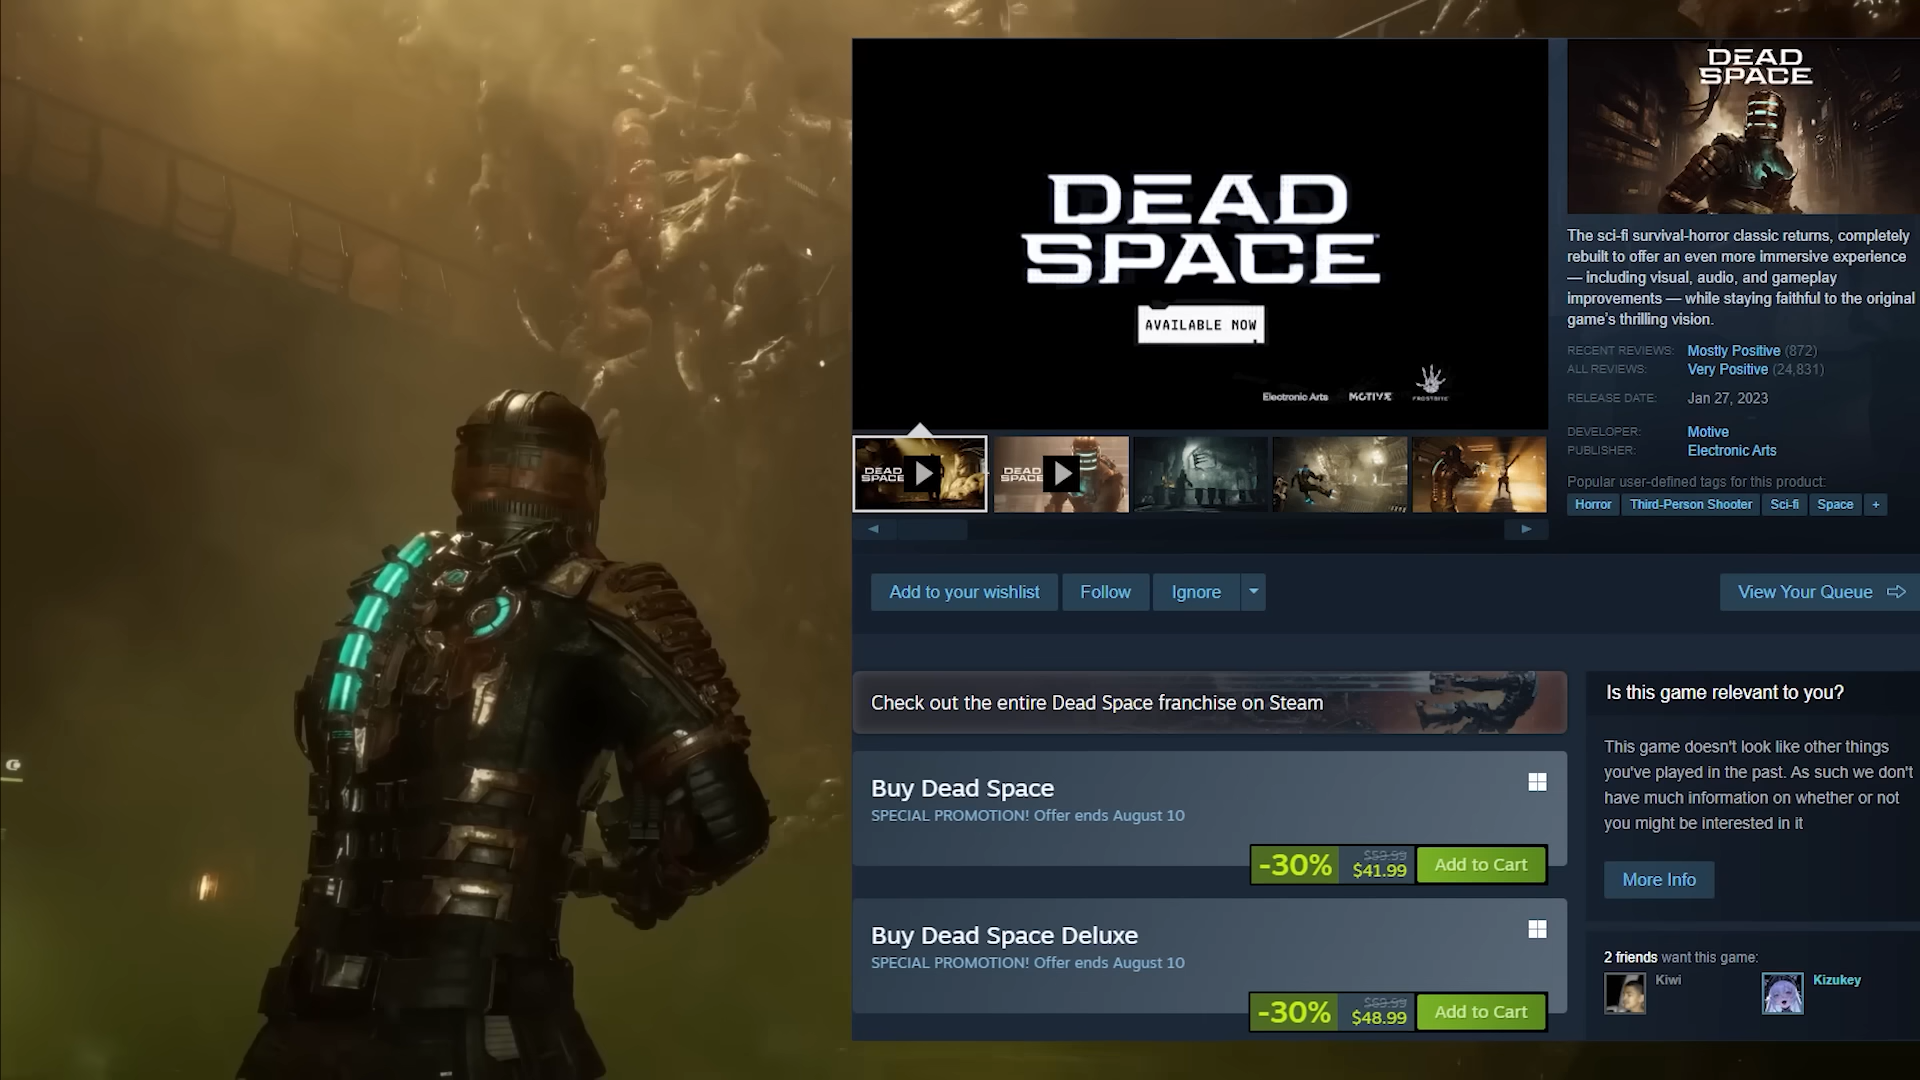 DEAD
SPACE
AVAILABLE NOW
Electronic Arts
MOTIVE
FROSTBITE
DEAD
SPACE
DEAD
SPACE
DEAD
SPACE
The sci-fi survival-horror classic returns, completely
rebuilt to offer an even more immersive experience
— including visual, audio, and gameplay
improvements — while staying faithful to the original
game's thrilling vision.
RECENT REVIEWS: Mostly Positive (872)
ALL REVIEWS: Very Positive (24,831)
RELEASE DATE: Jan 27, 2023
DEVELOPER: Motive
PUBLISHER: Electronic Arts
Popular user-defined tags for this product:
Horror Third-Person Shooter Sci-fi Space +
Add to your wishlist Follow Ignore View Your Queue
Check out the entire Dead Space franchise on Steam
Buy Dead Space
SPECIAL PROMOTION! Offer ends August 10
-30% $59.99 $41.99 Add to Cart
Buy Dead Space Deluxe
SPECIAL PROMOTION! Offer ends August 10
-30% $69.99 $48.99 Add to Cart
Is this game relevant to you?
This game doesn't look like other things
you've played in the past. As such we don't
have much information on whether or not
you might be interested in it
More Info
2 friends want this game:
Kiwi Kizukey